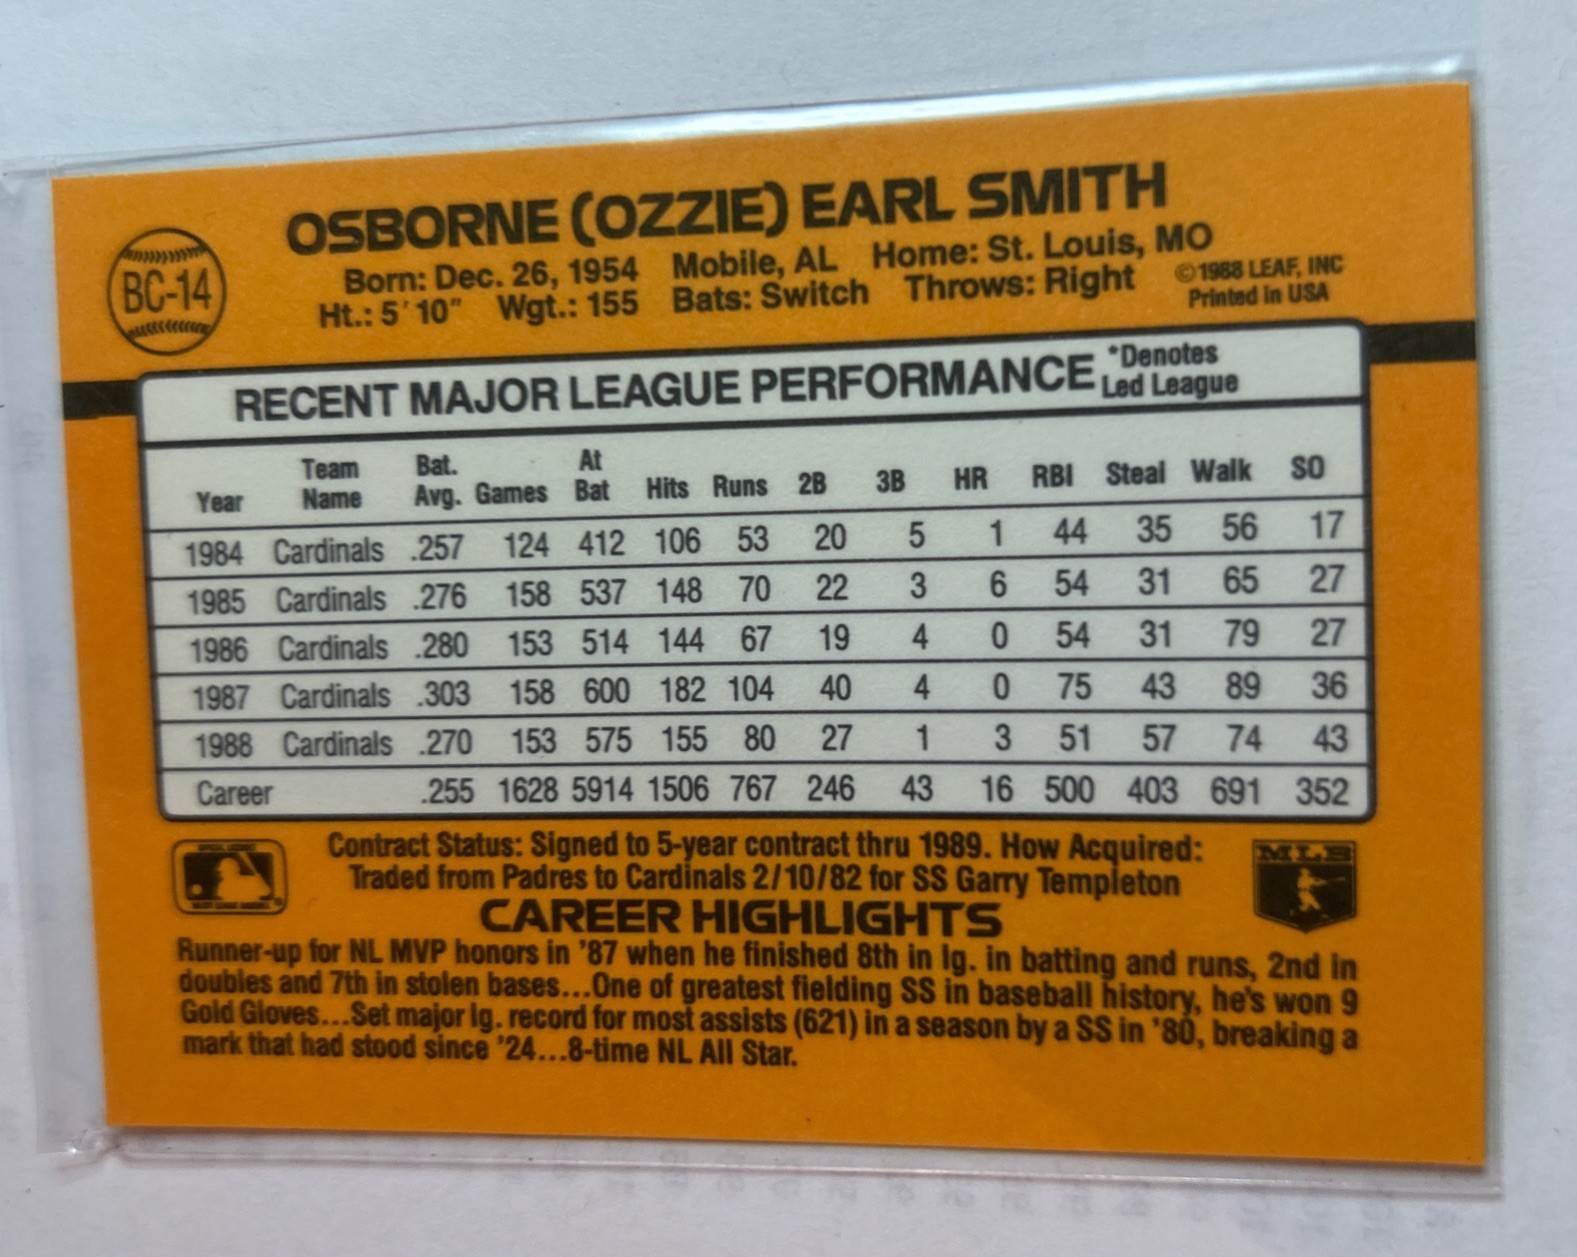 OSBORNE (OZZIE) EARL SMITH
BC-14
Born: Dec. 26, 1954 Mobile, AL Home: St. Louis, MO
Ht.: 5' 10" Wgt.: 155 Bats: Switch Throws: Right
©1988 LEAF, INC
Printed in USA
RECENT MAJOR LEAGUE PERFORMANCE *Denotes Led League
Year Team Name Bat. Avg. Games At Bat Hits Runs 2B 3B HR RBI Steal Walk SO
1984 Cardinals .257 124 412 106 53 20 5 1 44 35 56 17
1985 Cardinals .276 158 537 148 70 22 3 6 54 31 65 27
1986 Cardinals .280 153 514 144 67 19 4 0 54 31 79 27
1987 Cardinals .303 158 600 182 104 40 4 0 75 43 89 36
1988 Cardinals .270 153 575 155 80 27 1 3 51 57 74 43
Career .255 1628 5914 1506 767 246 43 16 500 403 691 352
Contract Status: Signed to 5-year contract thru 1989. How Acquired:
Traded from Padres to Cardinals 2/10/82 for SS Garry Templeton
MLB
CAREER HIGHLIGHTS
Runner-up for NL MVP honors in '87 when he finished 8th in lg. in batting and runs, 2nd in
doubles and 7th in stolen bases...One of greatest fielding SS in baseball history, he's won 9
Gold Gloves...Set major lg. record for most assists (621) in a season by a SS in '80, breaking a
mark that had stood since '24...8-time NL All Star.